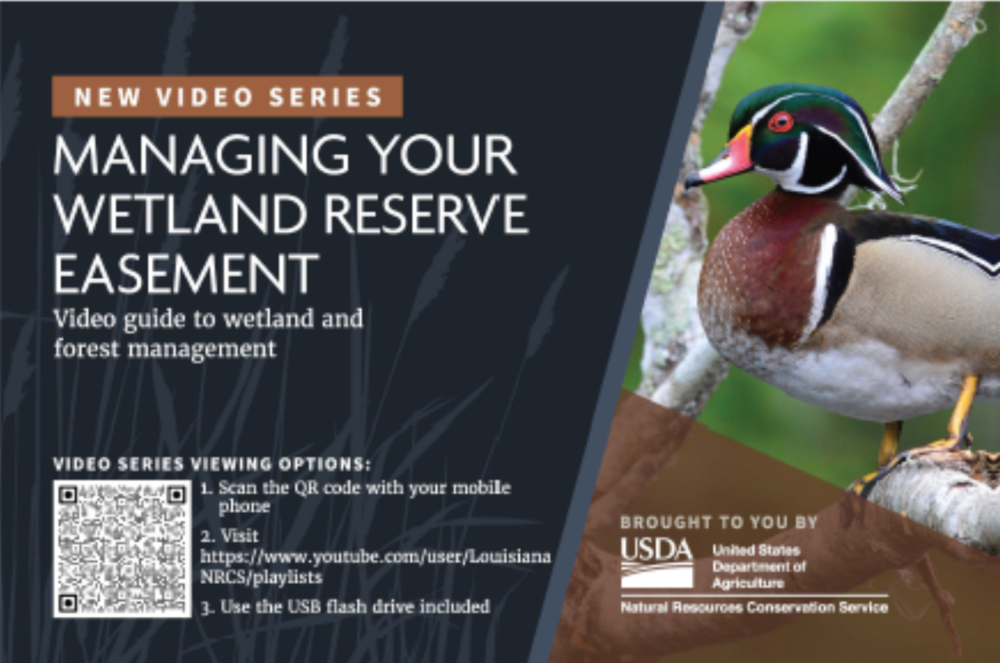 NEW VIDEO SERIES
MANAGING YOUR
WETLAND RESERVE
EASEMENT
Video guide to wetland and
forest management
VIDEO SERIES VIEWING OPTIONS:
1. Scan the QR code with your mobile
phone
2. Visit
https://www.youtube.com/user/Louisiana
NRCS/playlists
3. Use the USB flash drive included
BROUGHT TO YOU BY
USDA
United States
Department of
Agriculture
Natural Resources Conservation Service